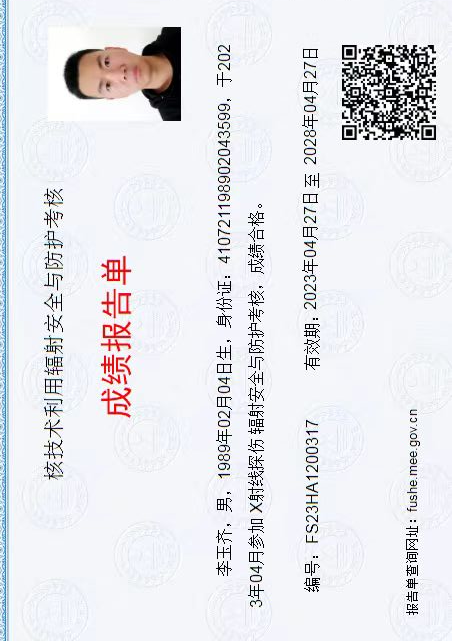 核技术利用辐射安全与防护考核
成绩报告单
李玉齐，男，1989年02月04日生，身份证：410721198902043599，于202
3年04月参加 X射线探伤 辐射安全与防护考核，成绩合格。
编号：FS23HA1200317 有效期：2023年04月27日至 2028年04月27日
报告单查询网址：fushe.mee.gov.cn